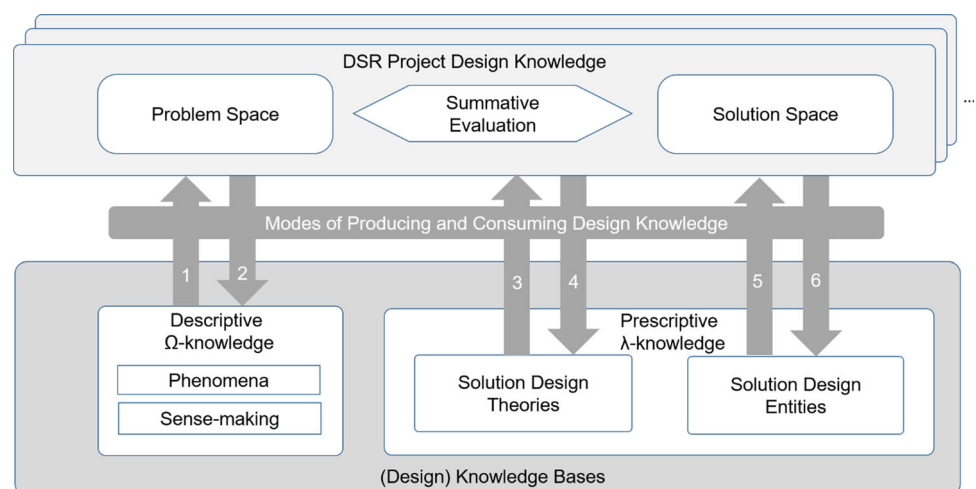 DSR Project Design Knowledge
Problem Space
Summative
Evaluation
Solution Space
...
Modes of Producing and Consuming Design Knowledge
1
2
3
4
5
6
Descriptive
Ω-knowledge
Phenomena
Sense-making
Prescriptive
λ-knowledge
Solution Design
Theories
Solution Design
Entities
(Design) Knowledge Bases